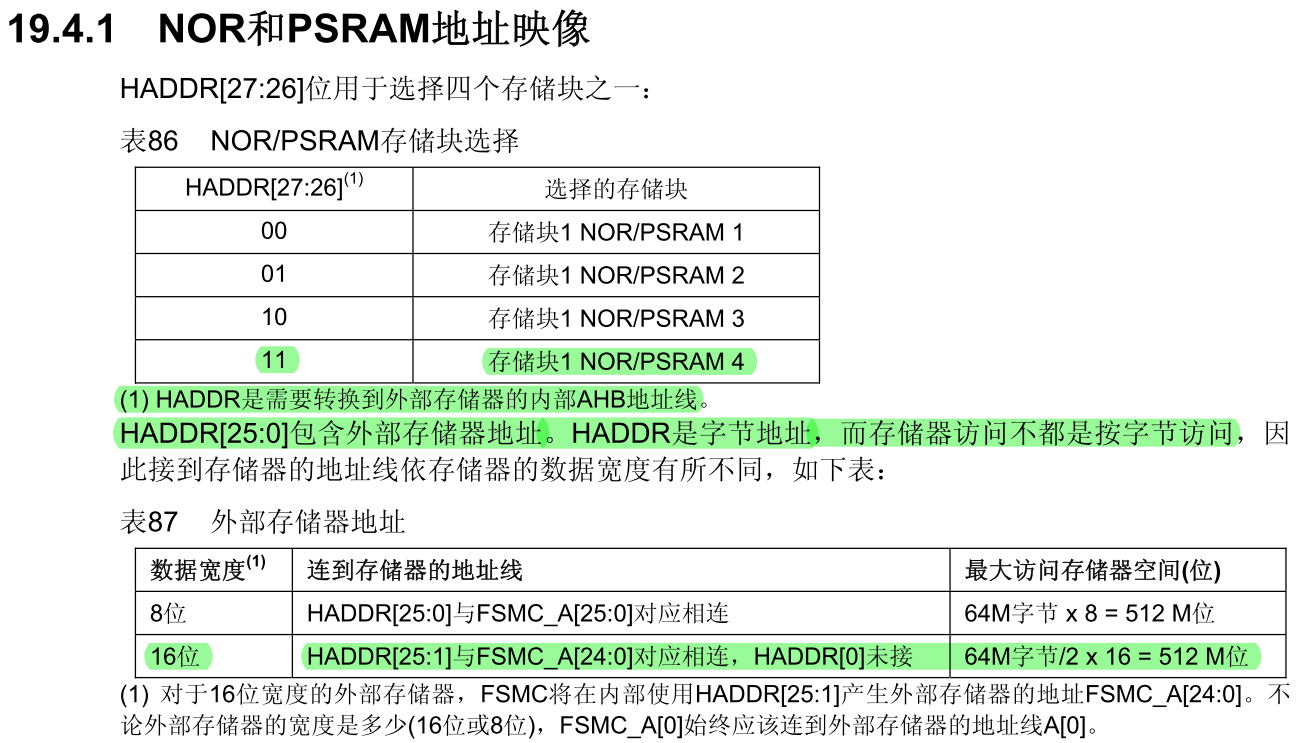 19.4.1 NOR和PSRAM地址映像
HADDR[27:26]位用于选择四个存储块之一：
表86 NOR/PSRAM存储块选择
HADDR[27:26](1) 选择的存储块
00 存储块1 NOR/PSRAM 1
01 存储块1 NOR/PSRAM 2
10 存储块1 NOR/PSRAM 3
11 存储块1 NOR/PSRAM 4
(1) HADDR是需要转换到外部存储器的内部AHB地址线。
HADDR[25:0]包含外部存储器地址。HADDR是字节地址，而存储器访问不都是按字节访问，因
此接到存储器的地址线依存储器的数据宽度有所不同，如下表：
表87 外部存储器地址
数据宽度(1) 连到存储器的地址线 最大访问存储器空间(位)
8位 HADDR[25:0]与FSMC_A[25:0]对应相连 64M字节 x 8 = 512 M位
16位 HADDR[25:1]与FSMC_A[24:0]对应相连，HADDR[0]未接 64M字节/2 x 16 = 512 M位
(1) 对于16位宽度的外部存储器，FSMC将在内部使用HADDR[25:1]产生外部存储器的地址FSMC_A[24:0]。不
论外部存储器的宽度是多少(16位或8位)，FSMC_A[0]始终应该连到外部存储器的地址线A[0]。